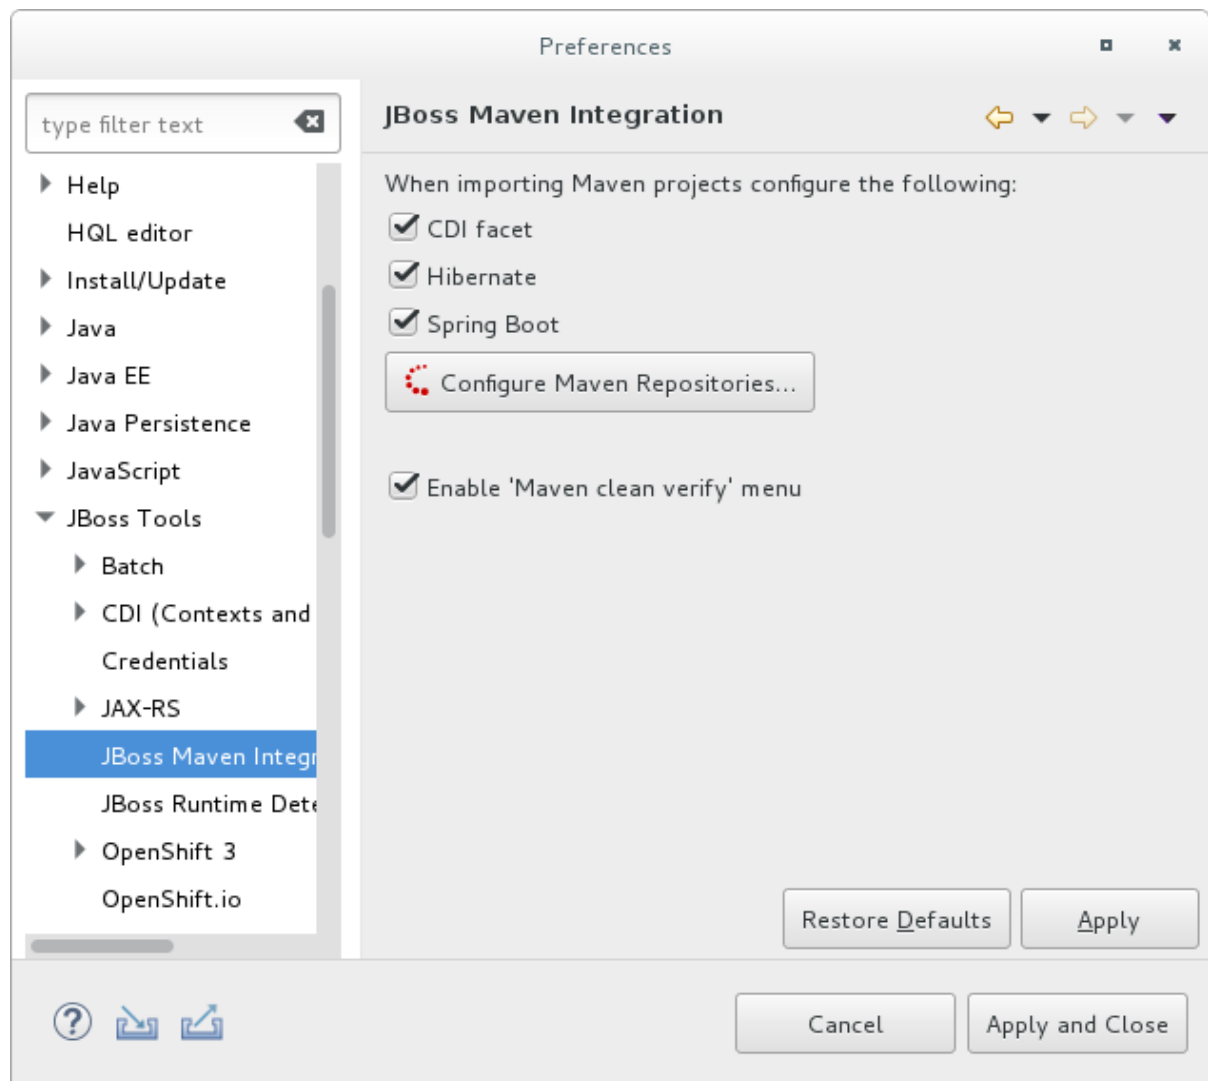 Preferences
type filter text
Help
HQL editor
Install/Update
Java
Java EE
Java Persistence
JavaScript
JBoss Tools
Batch
CDI (Contexts and
Credentials
JAX-RS
JBoss Maven Integr
JBoss Runtime Dete
OpenShift 3
OpenShift.io
JBoss Maven Integration
When importing Maven projects configure the following:
CDI facet
Hibernate
Spring Boot
Configure Maven Repositories...
Enable 'Maven clean verify' menu
Restore Defaults
Apply
Cancel
Apply and Close